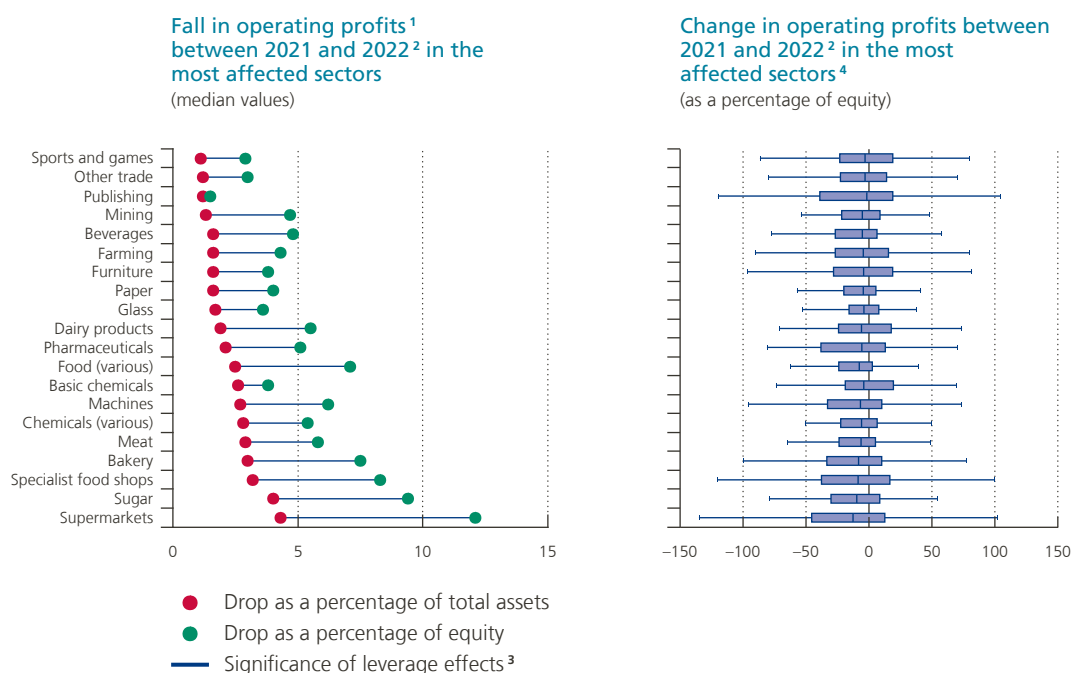 Fall in operating profits ¹
between 2021 and 2022 ² in the
most affected sectors
(median values)
Sports and games
Other trade
Publishing
Mining
Beverages
Farming
Furniture
Paper
Glass
Dairy products
Pharmaceuticals
Food (various)
Basic chemicals
Machines
Chemicals (various)
Meat
Bakery
Specialist food shops
Sugar
Supermarkets
0 5 10 15
Drop as a percentage of total assets
Drop as a percentage of equity
Significance of leverage effects ³
Change in operating profits between
2021 and 2022 ² in the most
affected sectors ⁴
(as a percentage of equity)
−150 −100 −50 0 50 100 150